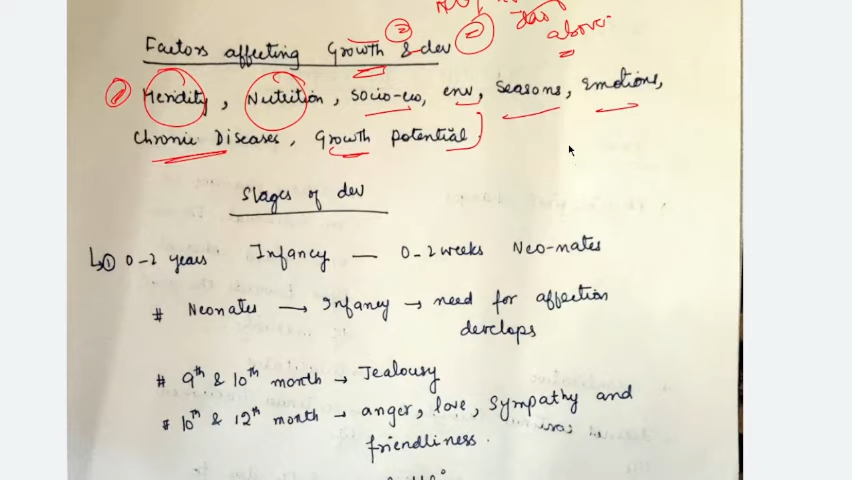 above.
Factors affecting Growth & dev
Heridity, Nutrition, Socio-eco, env, Seasons, Emotions,
Chronic Diseases, Growth potential
Stages of dev
① 0-2 years Infancy — 0-2 weeks Neo-nates
# Neonates → Infancy → need for affection
develops
# 9th & 10th month → Jealousy
# 10th & 12th month → anger, love, Sympathy and
friendliness.